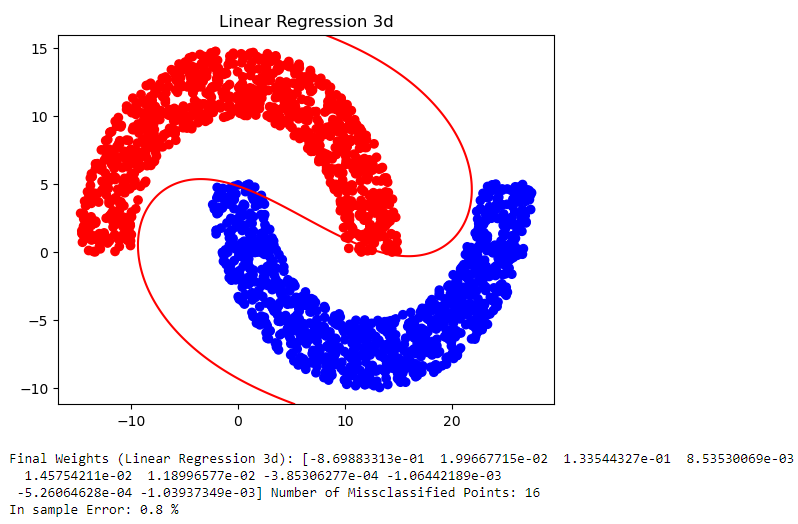 Linear Regression 3d
15
10
5
0
−5
−10
−10 0 10 20
Final Weights (Linear Regression 3d): [-8.69883313e-01 1.99667715e-02 1.33544327e-01 8.53530069e-03
1.45754211e-02 1.18996577e-02 -3.85306277e-04 -1.06442189e-03
-5.26064628e-04 -1.03937349e-03] Number of Missclassified Points: 16
In sample Error: 0.8 %